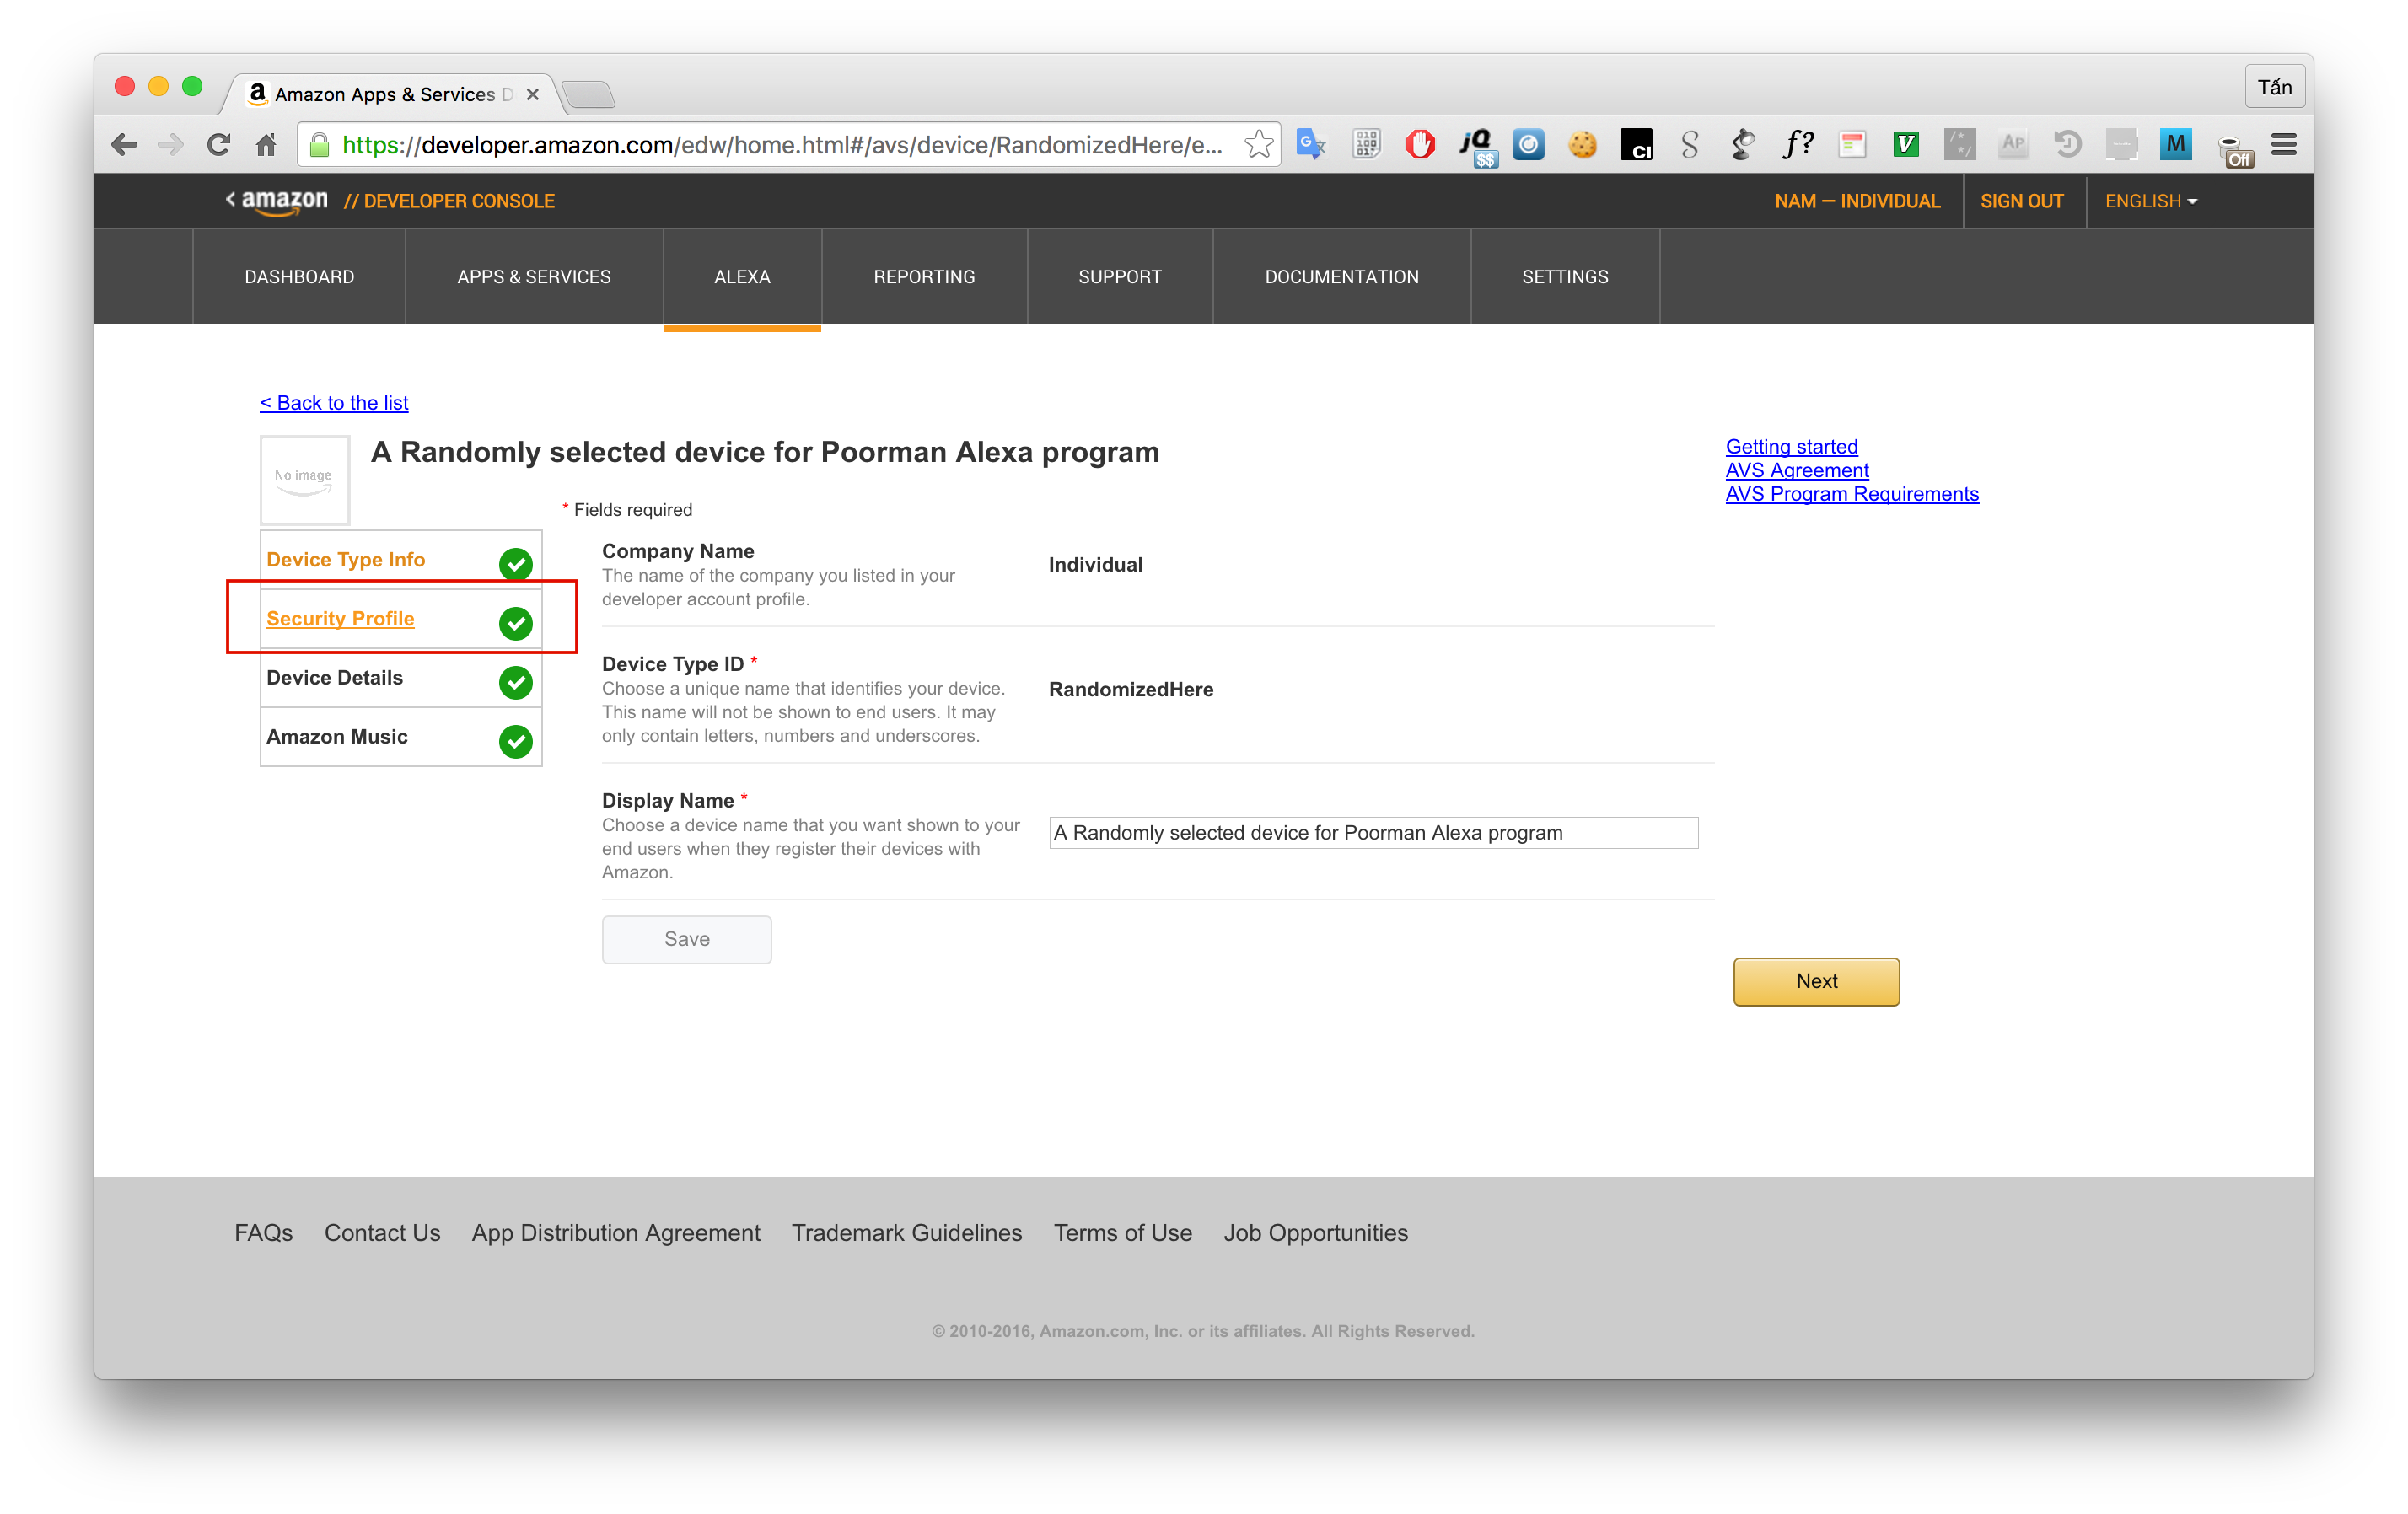 Amazon Apps & Services D
Tấn
https://developer.amazon.com/edw/home.html#/avs/device/RandomizedHere/e...
amazon // DEVELOPER CONSOLE
NAM — INDIVIDUAL
SIGN OUT
ENGLISH
DASHBOARD
APPS & SERVICES
ALEXA
REPORTING
SUPPORT
DOCUMENTATION
SETTINGS
< Back to the list
No image
A Randomly selected device for Poorman Alexa program
Getting started
AVS Agreement
AVS Program Requirements
* Fields required
Device Type Info
Security Profile
Device Details
Amazon Music
Company Name
The name of the company you listed in your
developer account profile.
Individual
Device Type ID *
Choose a unique name that identifies your device.
This name will not be shown to end users. It may
only contain letters, numbers and underscores.
RandomizedHere
Display Name *
Choose a device name that you want shown to your
end users when they register their devices with
Amazon.
A Randomly selected device for Poorman Alexa program
Save
Next
FAQs
Contact Us
App Distribution Agreement
Trademark Guidelines
Terms of Use
Job Opportunities
© 2010-2016, Amazon.com, Inc. or its affiliates. All Rights Reserved.